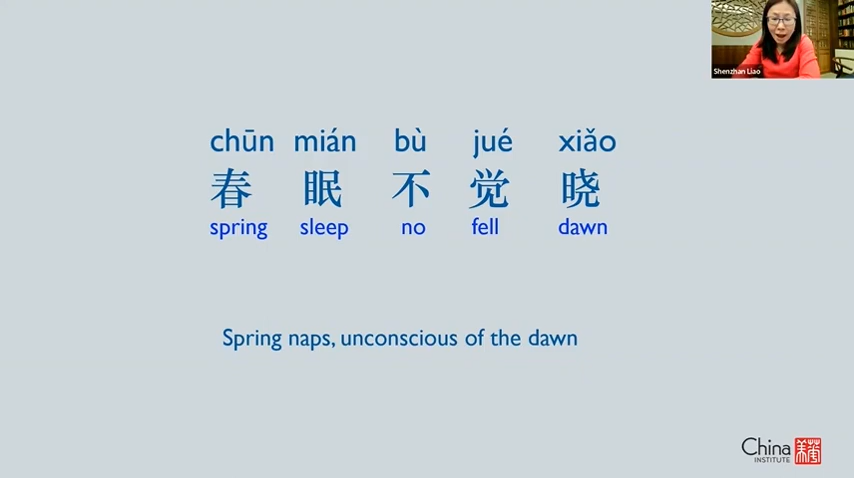 Shenzhan Liao
chūn mián bù jué xiǎo
春 眠 不 觉 晓
spring sleep no fell dawn
Spring naps, unconscious of the dawn
China
INSTITUTE